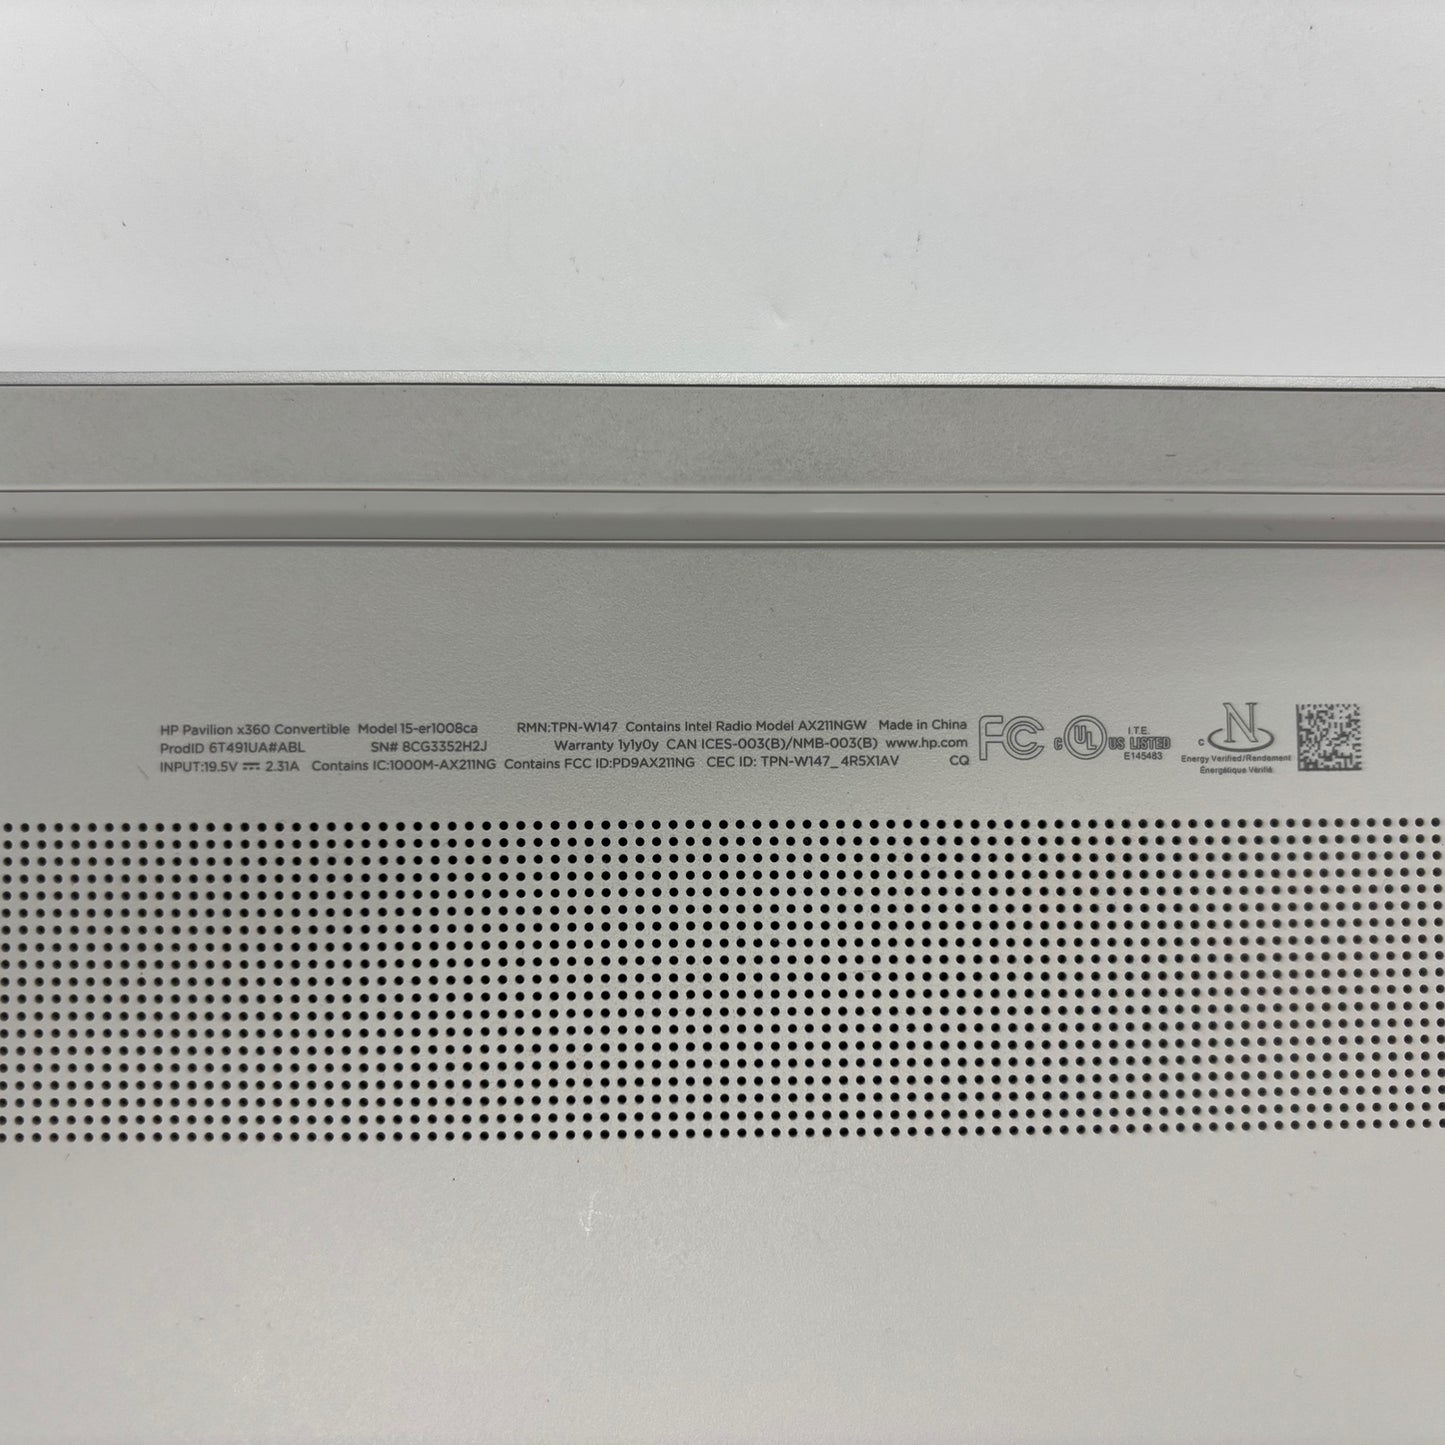 HP Pavilion x360 Convertible Model 15-er1008ca RMN:TPN-W147 Contains Intel Radio Model AX211NGW Made in China
ProdID 6T491UA#ABL SN# 8CG3352H2J Warranty 1y1y0y CAN ICES-003(B)/NMB-003(B) www.hp.com
INPUT:19.5V ⎓ 2.31A Contains IC:1000M-AX211NG Contains FCC ID:PD9AX211NG CEC ID: TPN-W147_4R5X1AV CQ
FC
c UL US LISTED
I.T.E.
E145483
c N
Energy Verified/Rendement
Énergétique Vérifié